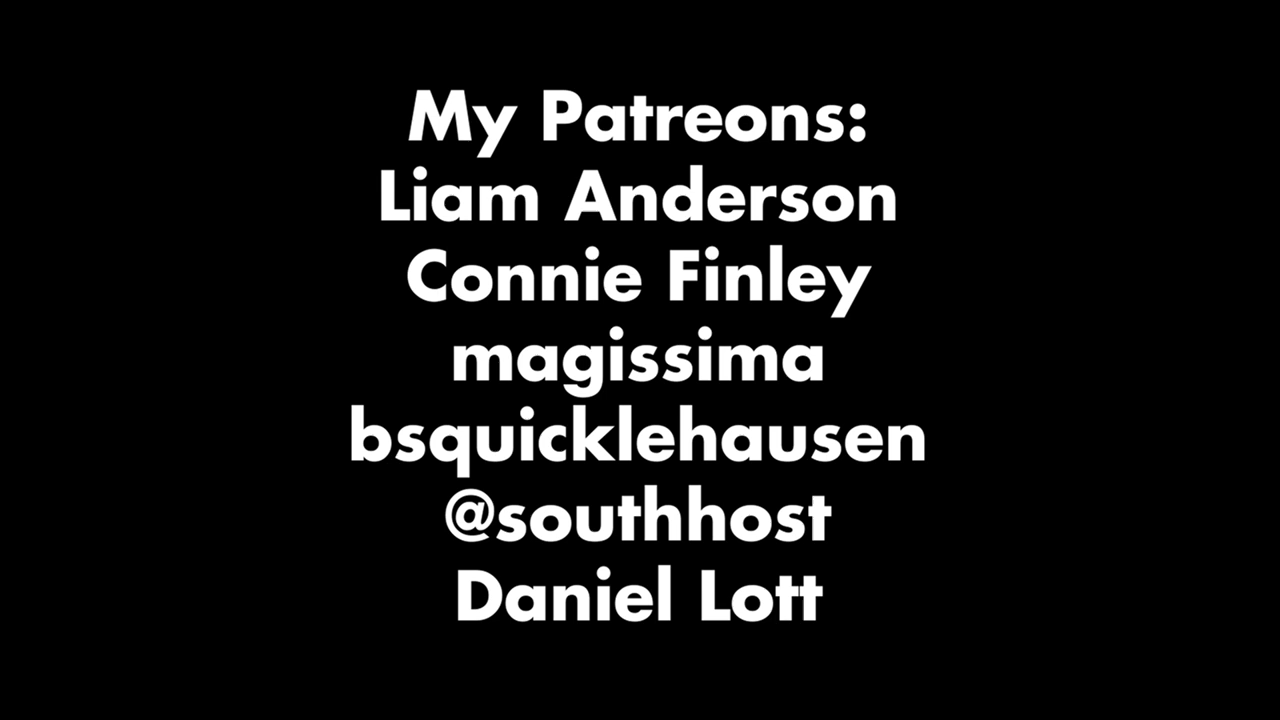 My Patreons:
Liam Anderson
Connie Finley
magissima
bsquicklehausen
@southhost
Daniel Lott